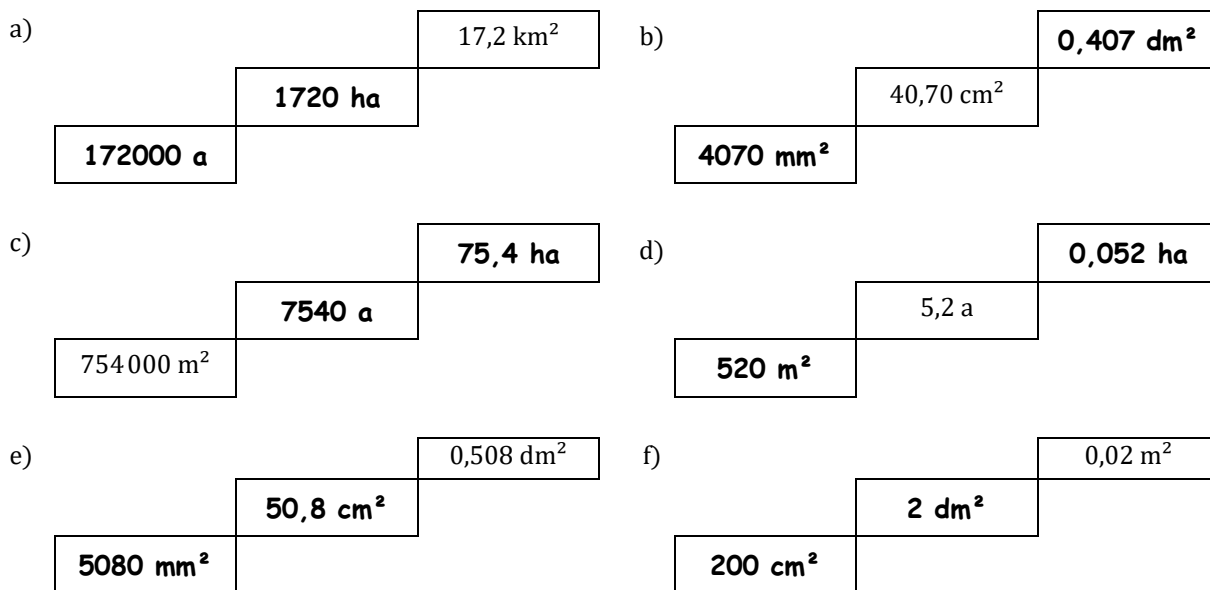 a)
17,2 km²
1720 ha
172000 a
b)
0,407 dm²
40,70 cm²
4070 mm²
c)
75,4 ha
7540 a
754000 m²
d)
0,052 ha
5,2 a
520 m²
e)
0,508 dm²
50,8 cm²
5080 mm²
f)
0,02 m²
2 dm²
200 cm²